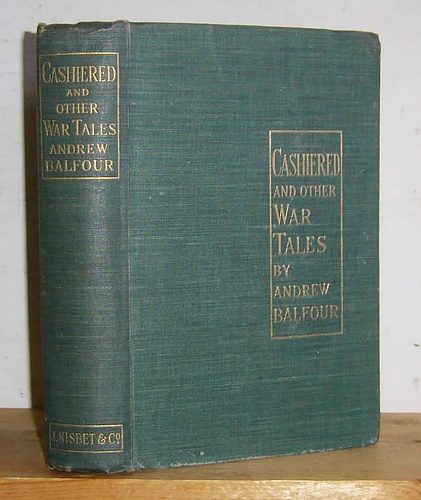 CASHIERED
AND
OTHER
WAR TALES
ANDREW
BALFOUR
J. NISBET & Co.
CASHIERED
AND OTHER
WAR
TALES
BY
ANDREW
BALFOUR